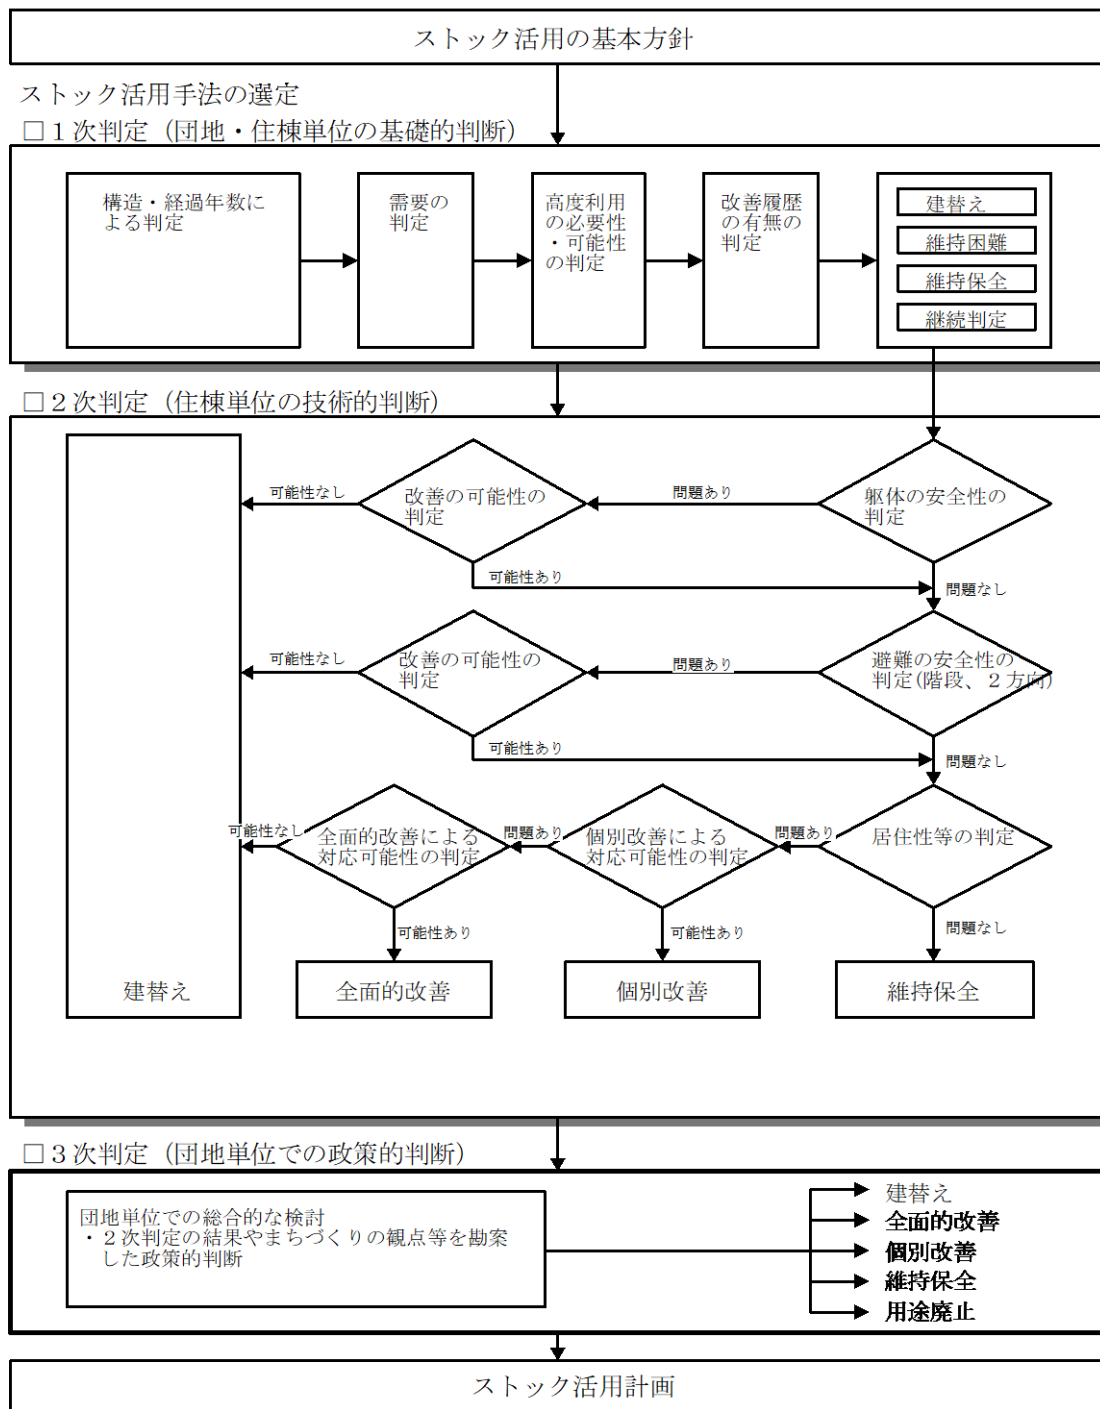 ストック活用の基本方針
ストック活用手法の選定
□１次判定（団地・住棟単位の基礎的判断）
構造・経過年数に
よる判定
需要の
判定
高度利用
の必要性
・可能性
の判定
改善履歴
の有無の
判定
建替え
維持困難
維持保全
継続判定
□２次判定（住棟単位の技術的判断）
可能性なし
改善の可能性の
判定
問題あり
躯体の安全性の
判定
可能性あり
問題なし
可能性なし
改善の可能性の
判定
問題あり
避難の安全性の
判定(階段、２方向)
可能性あり
問題なし
可能性なし
全面的改善による
対応可能性の判定
問題あり
個別改善による
対応可能性の判定
問題あり
居住性等の判定
可能性あり
可能性あり
問題なし
建替え
全面的改善
個別改善
維持保全
□３次判定（団地単位での政策的判断）
団地単位での総合的な検討
・２次判定の結果やまちづくりの観点等を勘案
した政策的判断
建替え
全面的改善
個別改善
維持保全
用途廃止
ストック活用計画